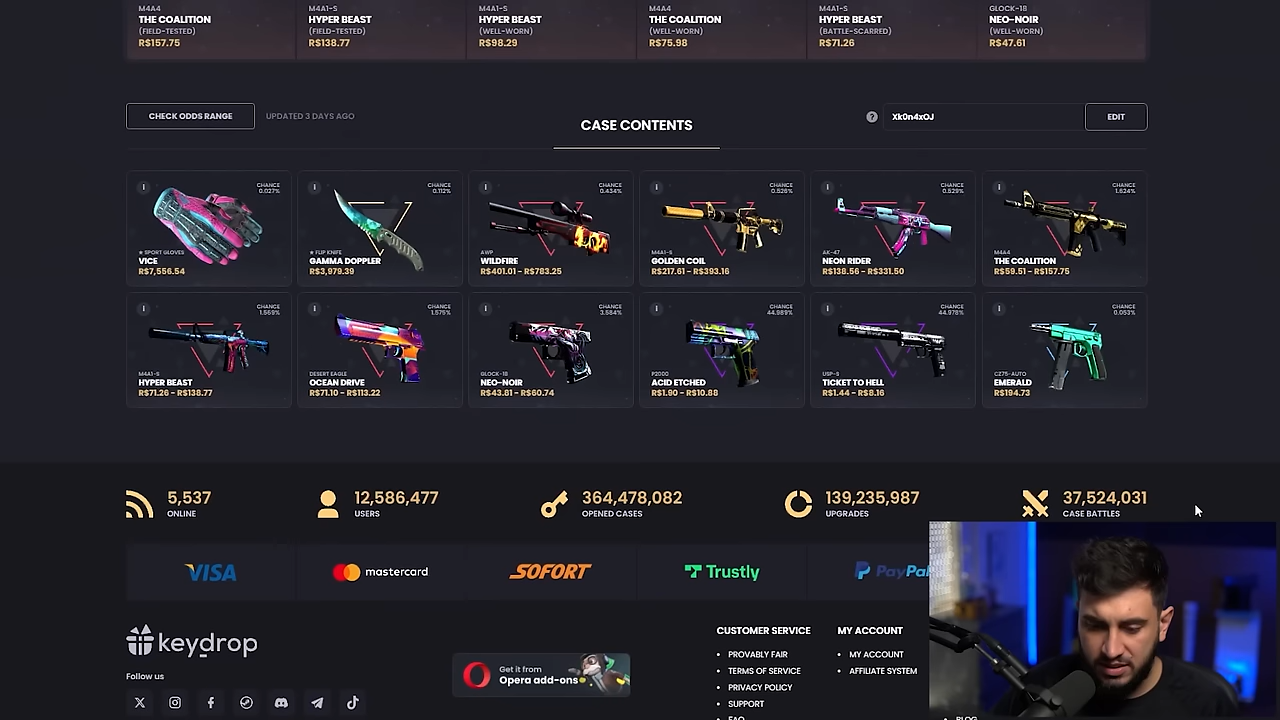 M4A4
THE COALITION
(FIELD-TESTED)
R$157.75
M4A1-S
HYPER BEAST
(FIELD-TESTED)
R$138.77
M4A1-S
HYPER BEAST
(WELL-WORN)
R$98.29
M4A4
THE COALITION
(WELL-WORN)
R$75.98
M4A1-S
HYPER BEAST
(BATTLE-SCARRED)
R$71.26
GLOCK-18
NEO-NOIR
(WELL-WORN)
R$47.61
CHECK ODDS RANGE
UPDATED 3 DAYS AGO
CASE CONTENTS
?
Xk0n4xOJ
EDIT
CHANCE
0.027%
★ SPORT GLOVES
VICE
R$7,556.54
CHANCE
0.112%
★ FLIP KNIFE
GAMMA DOPPLER
R$3,979.39
CHANCE
0.434%
AWP
WILDFIRE
R$401.01 - R$783.25
CHANCE
0.526%
M4A1-S
GOLDEN COIL
R$217.61 - R$393.16
CHANCE
0.529%
AK-47
NEON RIDER
R$138.56 - R$331.50
CHANCE
1.624%
M4A4
THE COALITION
R$59.51 - R$157.75
CHANCE
1.569%
M4A1-S
HYPER BEAST
R$71.26 - R$138.77
CHANCE
1.575%
DESERT EAGLE
OCEAN DRIVE
R$71.10 - R$113.22
CHANCE
3.584%
GLOCK-18
NEO-NOIR
R$43.81 - R$60.74
CHANCE
44.989%
P2000
ACID ETCHED
R$1.90 - R$10.88
CHANCE
44.978%
USP-S
TICKET TO HELL
R$1.44 - R$8.16
CHANCE
0.053%
CZ75-AUTO
EMERALD
R$194.73
5,537
ONLINE
12,586,477
USERS
364,478,082
OPENED CASES
139,235,987
UPGRADES
37,524,031
CASE BATTLES
VISA
mastercard
SOFORT
Trustly
PayPal
keydrop
Follow us
Get it from
Opera add-ons
CUSTOMER SERVICE
PROVABLY FAIR
TERMS OF SERVICE
PRIVACY POLICY
SUPPORT
FAQ
MY ACCOUNT
MY ACCOUNT
AFFILIATE SYSTEM
BLOG